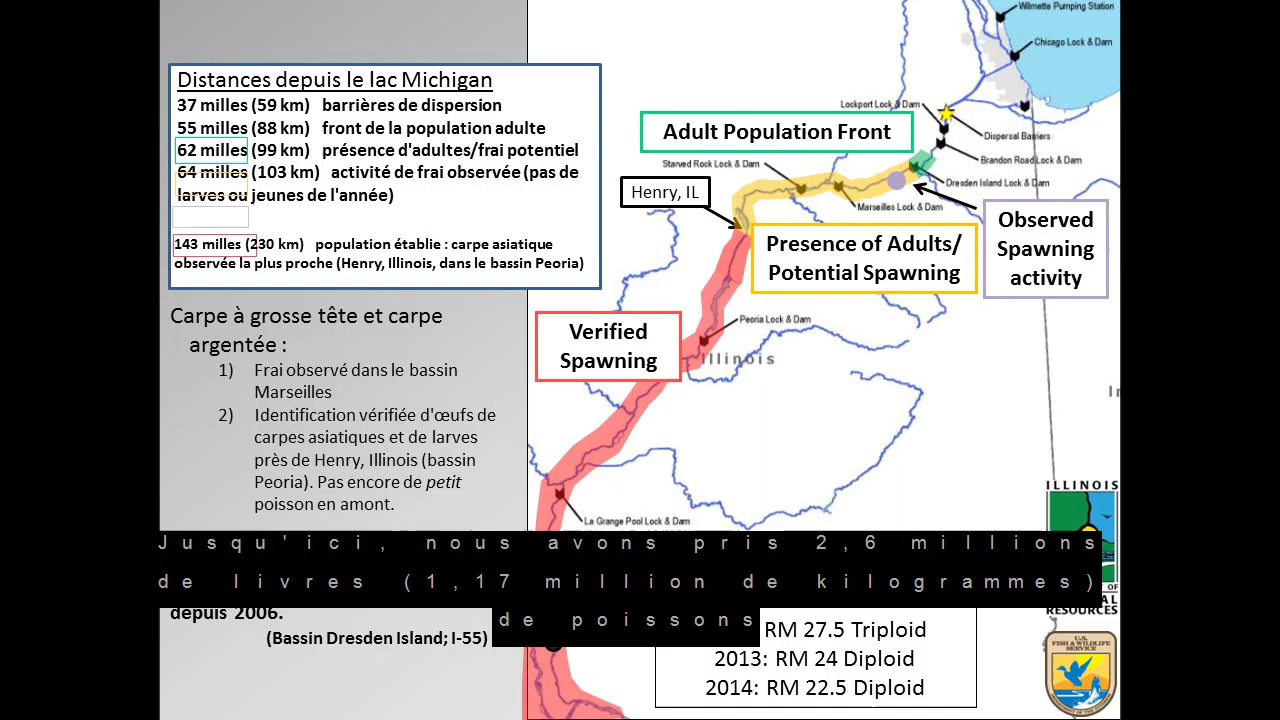 Distances depuis le lac Michigan
37 milles (59 km) barrières de dispersion
55 milles (88 km) front de la population adulte
62 milles (99 km) présence d'adultes/frai potentiel
64 milles (103 km) activité de frai observée (pas de
larves ou jeunes de l'année)
143 milles (230 km) population établie : carpe asiatique
observée la plus proche (Henry, Illinois, dans le bassin Peoria)
Carpe à grosse tête et carpe
argentée :
1) Frai observé dans le bassin
Marseilles
2) Identification vérifiée d'œufs de
carpes asiatiques et de larves
près de Henry, Illinois (bassin
Peoria). Pas encore de petit
poisson en amont.
depuis 2006.
(Bassin Dresden Island; I-55)
Wilmette Pumping Station
Chicago Lock & Dam
Lockport Lock & Dam
Adult Population Front
Dispersal Barriers
Brandon Road Lock & Dam
Starved Rock Lock & Dam
Dresden Island Lock & Dam
Henry, IL
Marseilles Lock & Dam
Presence of Adults/
Potential Spawning
Observed
Spawning
activity
Verified
Spawning
Peoria Lock & Dam
Illinois
La Grange Pool Lock & Dam
ILLINOIS
RESOURCES
Jusqu'ici, nous avons pris 2,6 millions
de livres (1,17 million de kilogrammes)
de poissons
RM 27.5 Triploid
2013: RM 24 Diploid
2014: RM 22.5 Diploid
U.S.
FISH & WILDLIFE
SERVICE